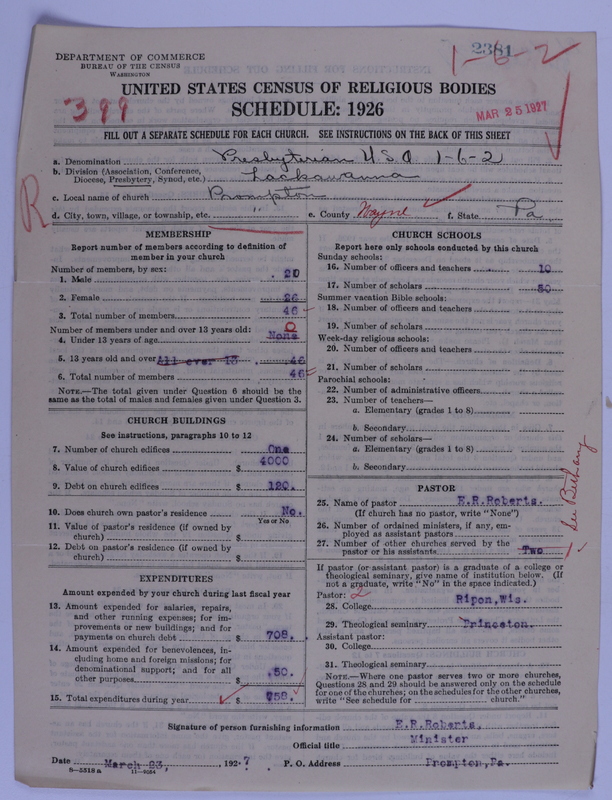 2381
1-6-2
DEPARTMENT OF COMMERCE
BUREAU OF THE CENSUS
WASHINGTON
UNITED STATES CENSUS OF RELIGIOUS BODIES
399
SCHEDULE: 1926
MAR 25 1927
FILL OUT A SEPARATE SCHEDULE FOR EACH CHURCH. SEE INSTRUCTIONS ON THE BACK OF THIS SHEET
a. Denomination Presbyterian U.S.A. 1-6-2
b. Division (Association, Conference, Diocese, Presbytery, Synod, etc.) Lackawanna
c. Local name of church Prompton
R
d. City, town, village, or township, etc. " e. County Wayne f. State Pa
MEMBERSHIP
Report number of members according to definition of member in your church
Number of members, by sex:
1. Male 20
2. Female 26
3. Total number of members 46
Number of members under and over 13 years old:
4. Under 13 years of age None 0
5. 13 years old and over All over 13 46
6. Total number of members 46
NOTE.—The total given under Question 6 should be the same as the total of males and females given under Question 3.
CHURCH BUILDINGS
See instructions, paragraphs 10 to 12
7. Number of church edifices One
8. Value of church edifices $ 4000
9. Debt on church edifices $ 120.
10. Does church own pastor's residence No.
Yes or No
11. Value of pastor's residence (if owned by church) $
12. Debt on pastor's residence (if owned by church) $
EXPENDITURES
Amount expended by your church during last fiscal year
13. Amount expended for salaries, repairs, and other running expenses; for improvements or new buildings; and for payments on church debt $ 708.
14. Amount expended for benevolences, including home and foreign missions; for denominational support; and for all other purposes $ 50.
15. Total expenditures during year $ 758.
CHURCH SCHOOLS
Report here only schools conducted by this church
Sunday schools:
16. Number of officers and teachers 10
17. Number of scholars 50
Summer vacation Bible schools:
18. Number of officers and teachers
19. Number of scholars
Week-day religious schools:
20. Number of officers and teachers
21. Number of scholars
Parochial schools:
22. Number of administrative officers
23. Number of teachers—
a. Elementary (grades 1 to 8)
b. Secondary
24. Number of scholars—
a. Elementary (grades 1 to 8)
b. Secondary
PASTOR
25. Name of pastor E.R.Roberts.
(If church has no pastor, write "None")
26. Number of ordained ministers, if any, employed as assistant pastors
27. Number of other churches served by the pastor or his assistants Two
see Bethany
If pastor (or assistant pastor) is a graduate of a college or theological seminary, give name of institution below. (If not a graduate, write "No" in the space indicated.)
Pastor: 2
28. College Ripon,Wis.
29. Theological seminary Princeton.
Assistant pastor:
30. College
31. Theological seminary
NOTE.—Where one pastor serves two or more churches, Questions 28 and 29 should be answered only on the schedule for one of the churches; on the schedules for the other churches, write "See schedule for church."
Signature of person furnishing information E.R.Roberts.
Official title Minister
Date March 23, 1927 P. O. Address Prompton,Pa.
8-5518a 11-9054